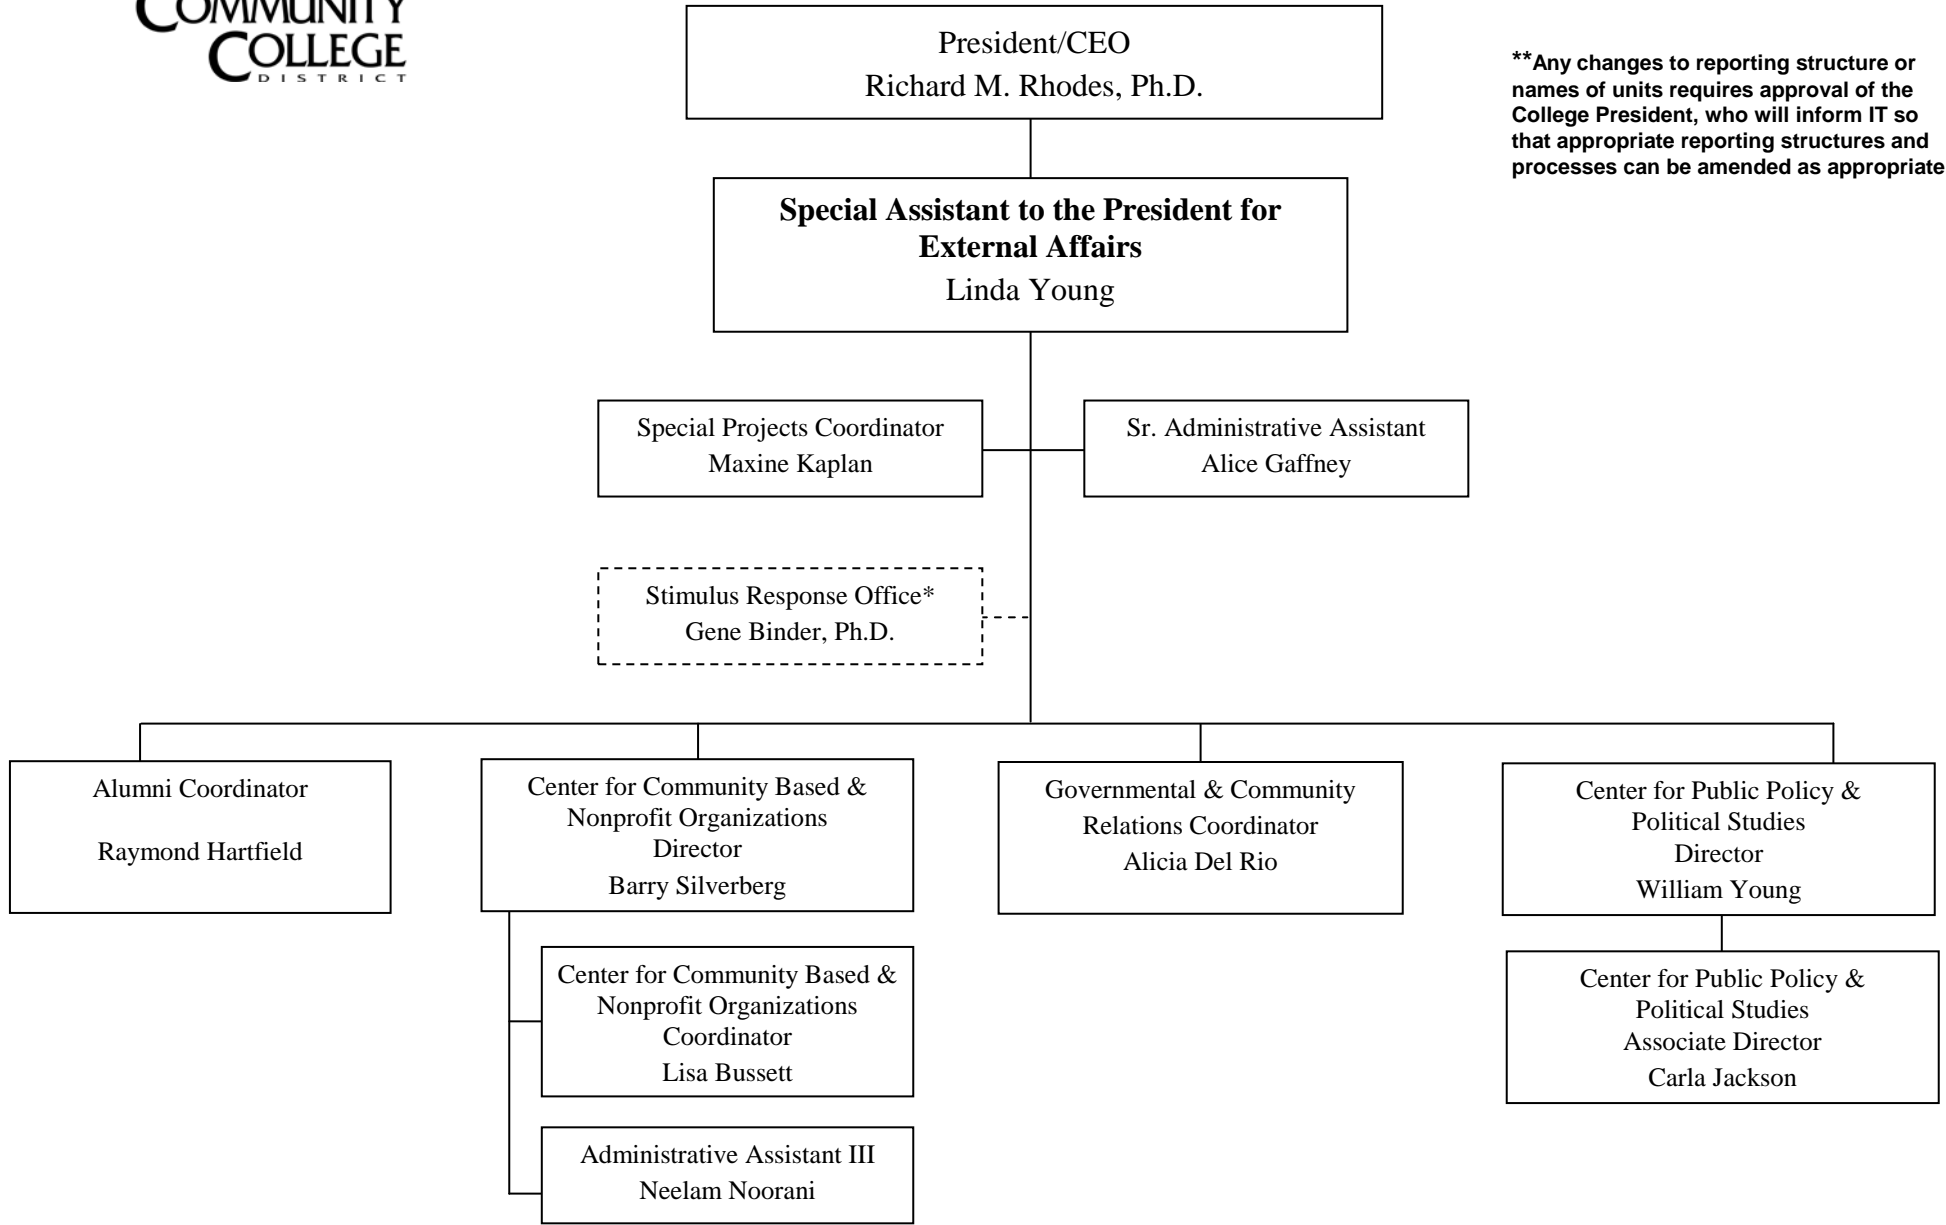 COMMUNITY
COLLEGE
DISTRICT
President/CEO
Richard M. Rhodes, Ph.D.
**Any changes to reporting structure or
names of units requires approval of the
College President, who will inform IT so
that appropriate reporting structures and
processes can be amended as appropriate
Special Assistant to the President for
External Affairs
Linda Young
Special Projects Coordinator
Maxine Kaplan
Sr. Administrative Assistant
Alice Gaffney
Stimulus Response Office*
Gene Binder, Ph.D.
Alumni Coordinator
Raymond Hartfield
Center for Community Based &
Nonprofit Organizations
Director
Barry Silverberg
Governmental & Community
Relations Coordinator
Alicia Del Rio
Center for Public Policy &
Political Studies
Director
William Young
Center for Community Based &
Nonprofit Organizations
Coordinator
Lisa Bussett
Center for Public Policy &
Political Studies
Associate Director
Carla Jackson
Administrative Assistant III
Neelam Noorani